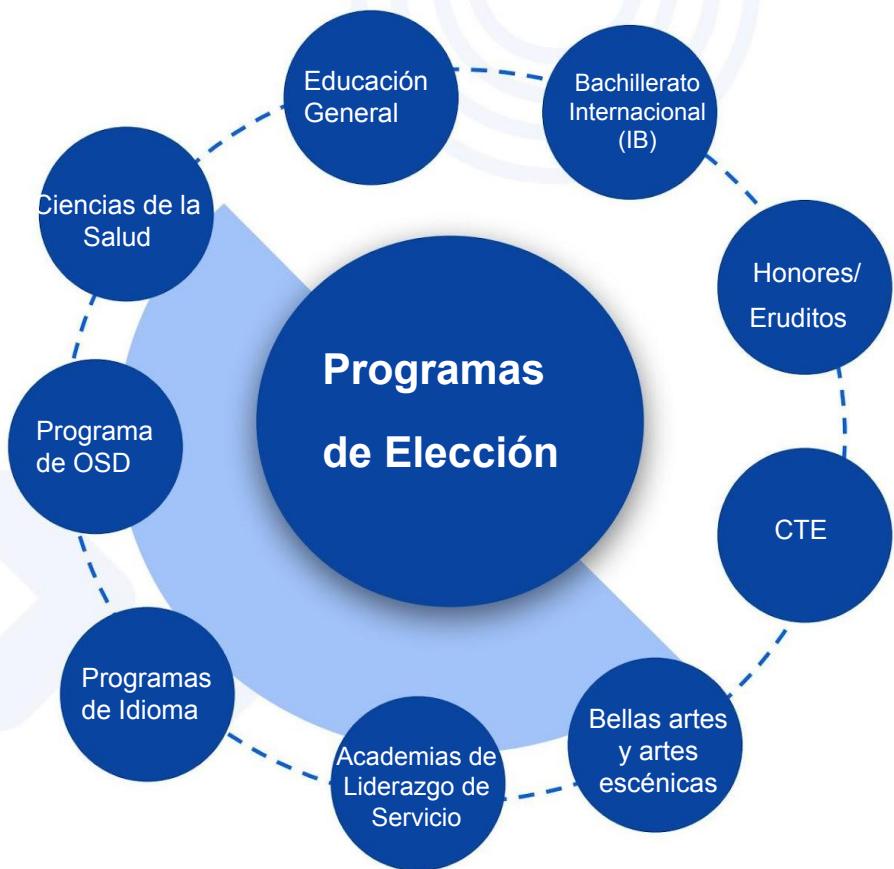 Educación
General
Bachillerato
Internacional
(IB)
Ciencias de la
Salud
Honores/
Eruditos
Programas
de Elección
Programa
de OSD
CTE
Programas
de Idioma
Bellas artes
y artes
escénicas
Academias de
Liderazgo de
Servicio